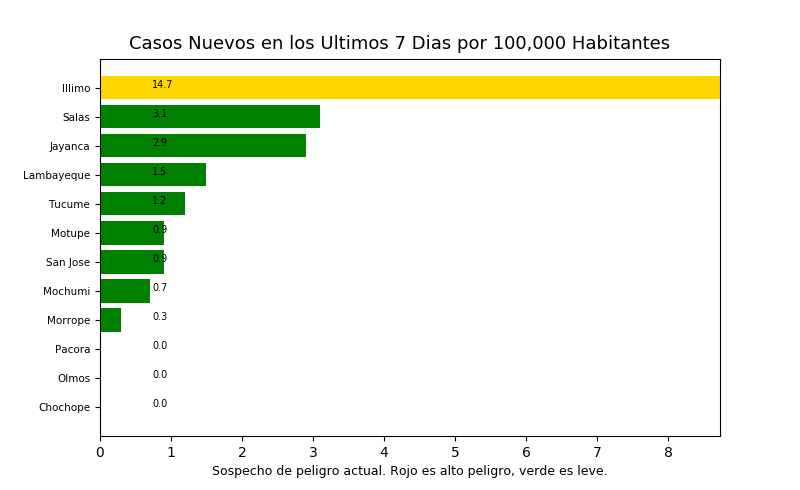 Casos Nuevos en los Ultimos 7 Dias por 100,000 Habitantes
Illimo 14.7
Salas 3.1
Jayanca 2.9
Lambayeque 1.5
Tucume 1.2
Motupe 0.9
San Jose 0.9
Mochumi 0.7
Morrope 0.3
Pacora 0.0
Olmos 0.0
Chochope 0.0
0 1 2 3 4 5 6 7 8
Sospecho de peligro actual. Rojo es alto peligro, verde es leve.